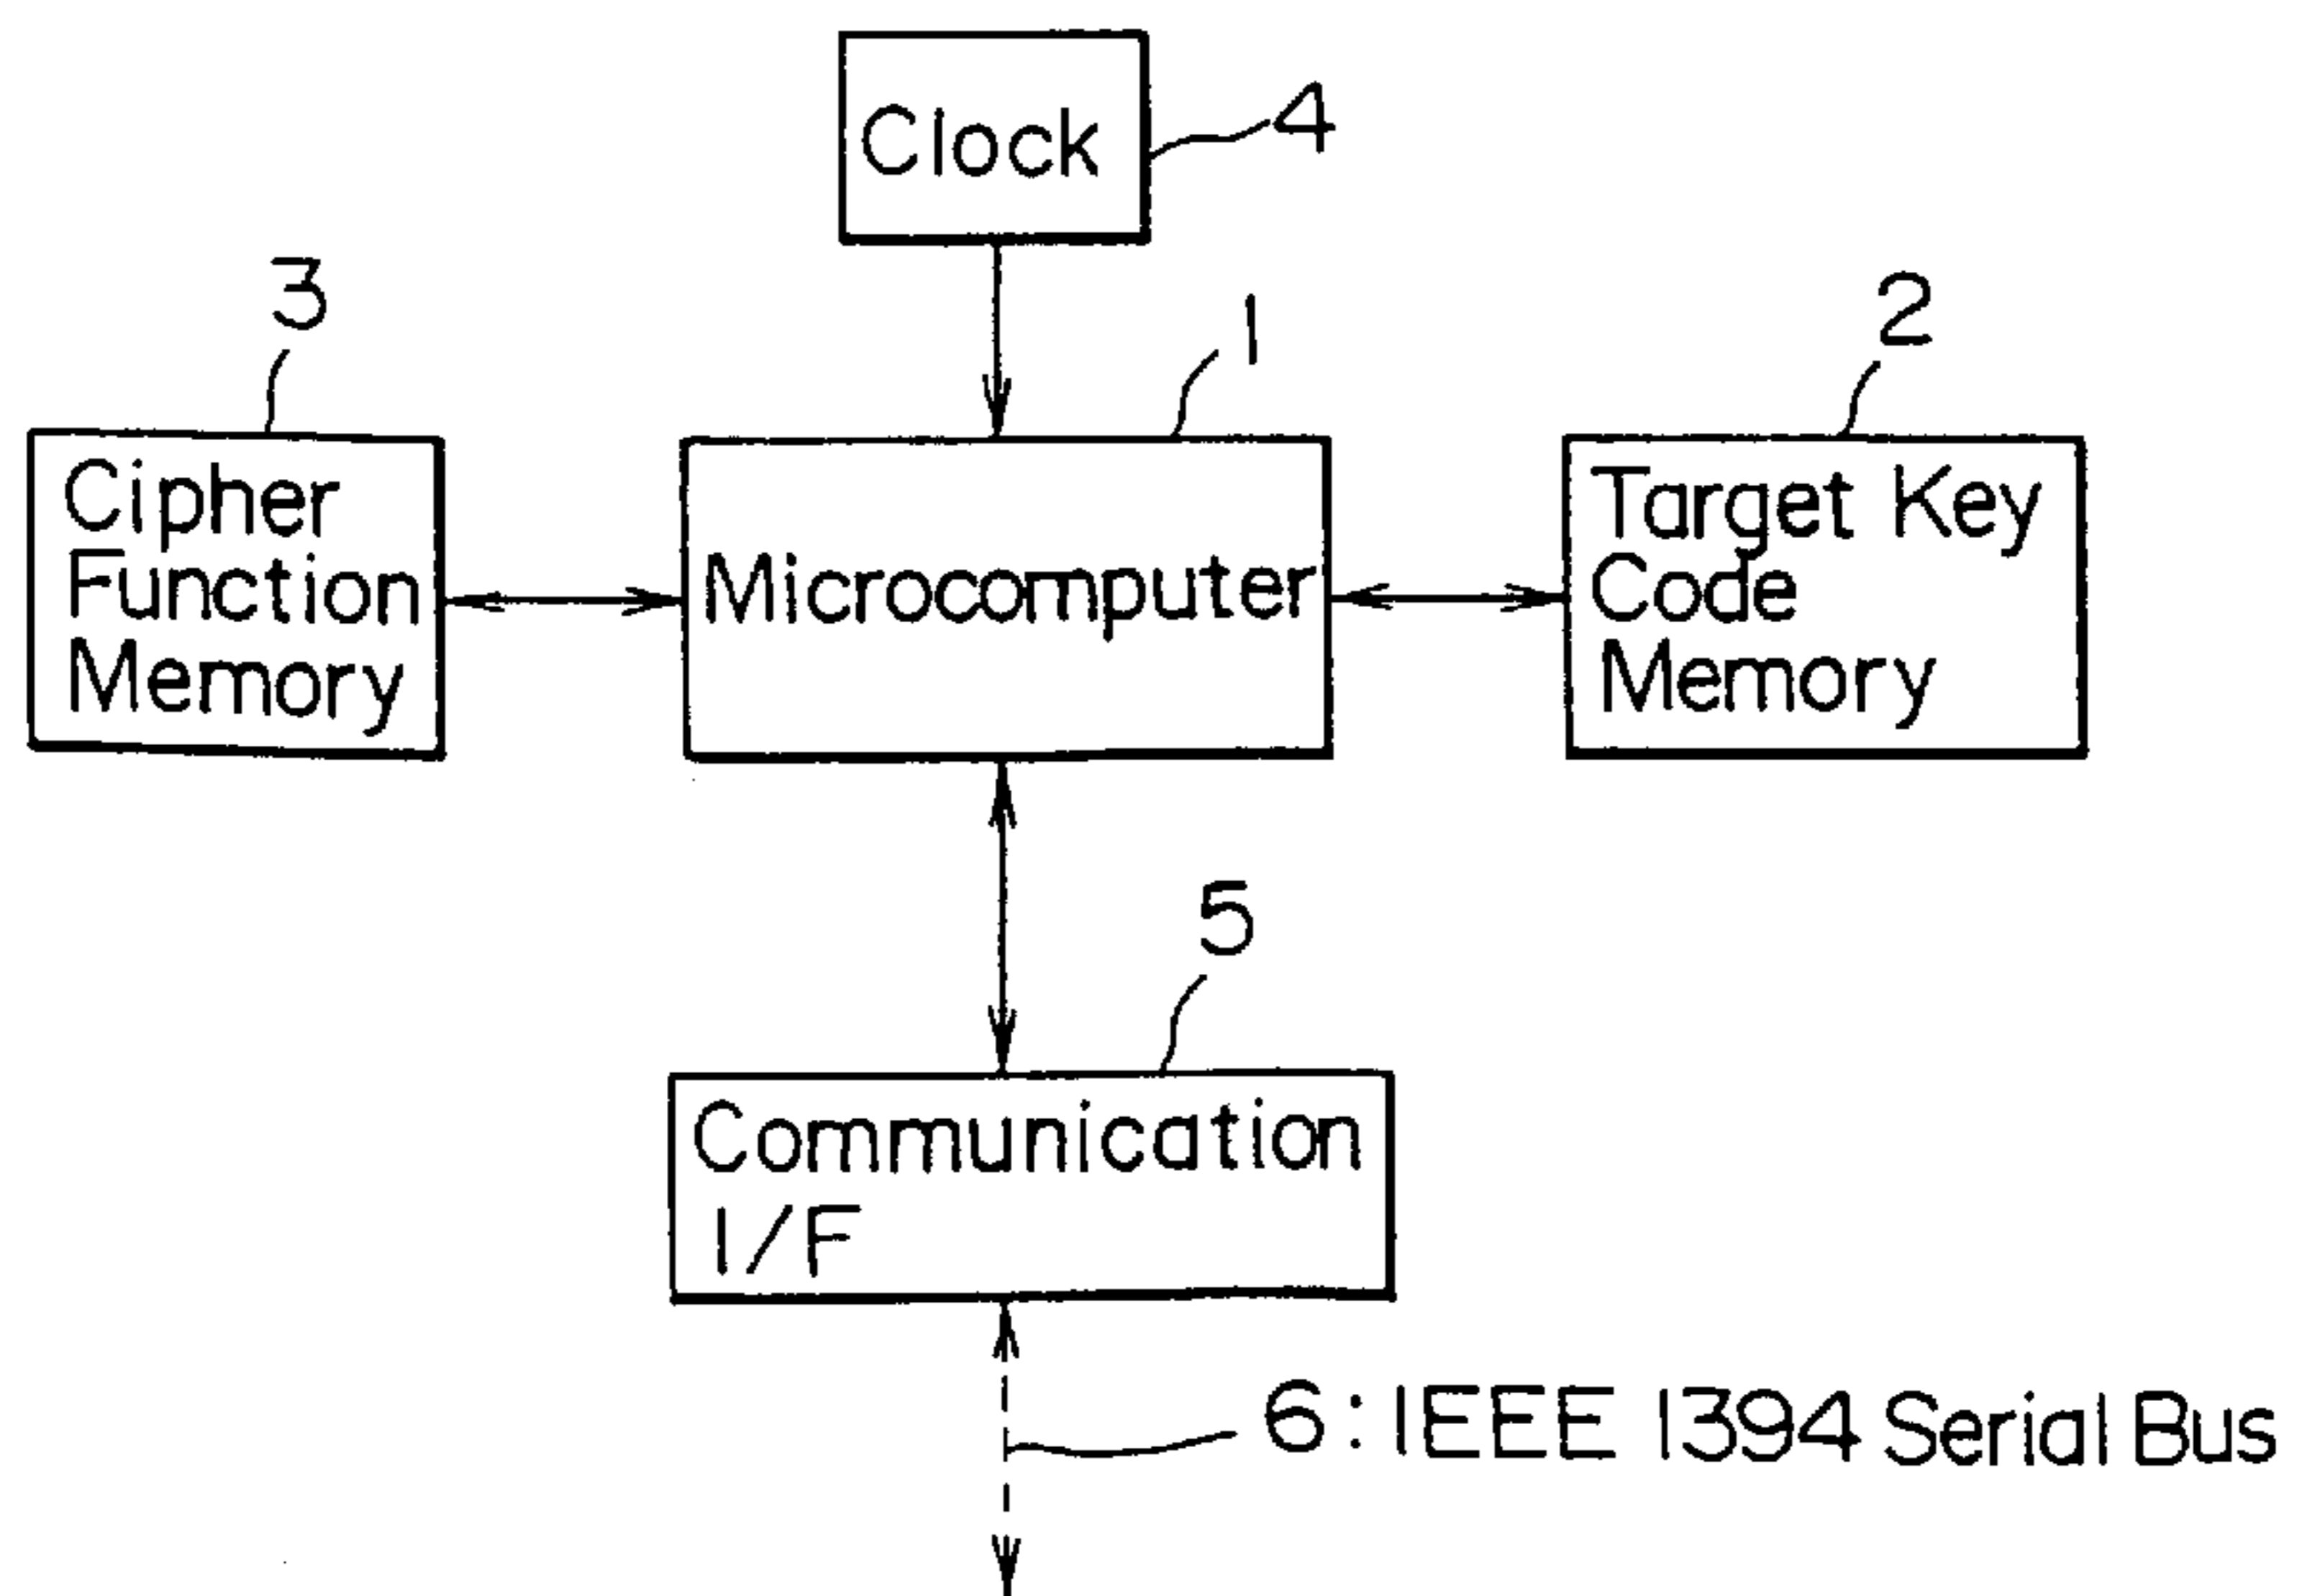 Clock
4
3
1
2
Cipher
Function
Memory
Microcomputer
Target Key
Code
Memory
5
Communication
I/F
6: IEEE 1394 Serial Bus